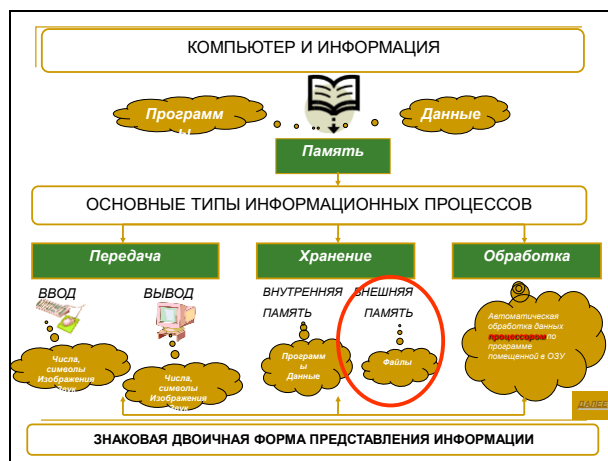 КОМПЬЮТЕР И ИНФОРМАЦИЯ
Программ
ы
Данные
Память
ОСНОВНЫЕ ТИПЫ ИНФОРМАЦИОННЫХ ПРОЦЕССОВ
Передача
Хранение
Обработка
ВВОД
ВЫВОД
ВНУТРЕННЯЯ
ПАМЯТЬ
ВНЕШНЯЯ
ПАМЯТЬ
Числа,
символы
Изображения
Звук
Числа,
символы
Изображения
Звук
Программ
ы
Данные
Файлы
Автоматическая
обработка данных
процессором по
программе
помещенной в ОЗУ
ДАЛЕЕ
ЗНАКОВАЯ ДВОИЧНАЯ ФОРМА ПРЕДСТАВЛЕНИЯ ИНФОРМАЦИИ